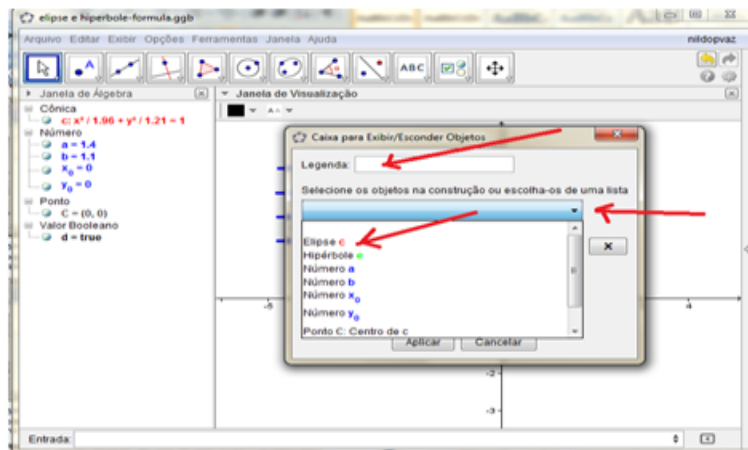 elipse e hiperbole-formula.ggb
Arquivo Editar Exibir Opções Ferramentas Janela Ajuda
nildopvaz
A
ABC
Janela de Álgebra
Janela de Visualização
Cônica
c: x² / 1.96 + y² / 1.21 = 1
Número
a = 1.4
b = 1.1
x₀ = 0
y₀ = 0
Ponto
C = (0, 0)
Valor Booleano
d = true
Caixa para Exibir/Esconder Objetos
Legenda:
Selecione os objetos na construção ou escolha-os de uma lista
Elipse c
Hipérbole e
Número a
Número b
Número x₀
Número y₀
Ponto C: Centro de c
Aplicar
Cancelar
-5
4
-2
-3
Entrada: